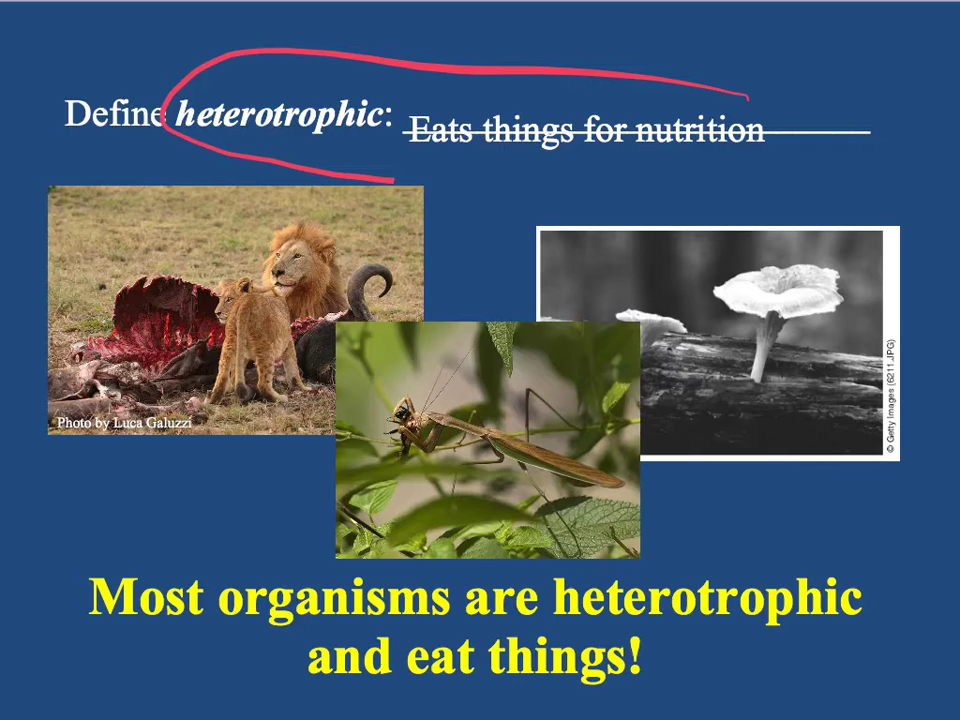 Define heterotrophic: Eats things for nutrition
Photo by Luca Galuzzi
© Getty Images (6211.JPG)
Most organisms are heterotrophic
and eat things!